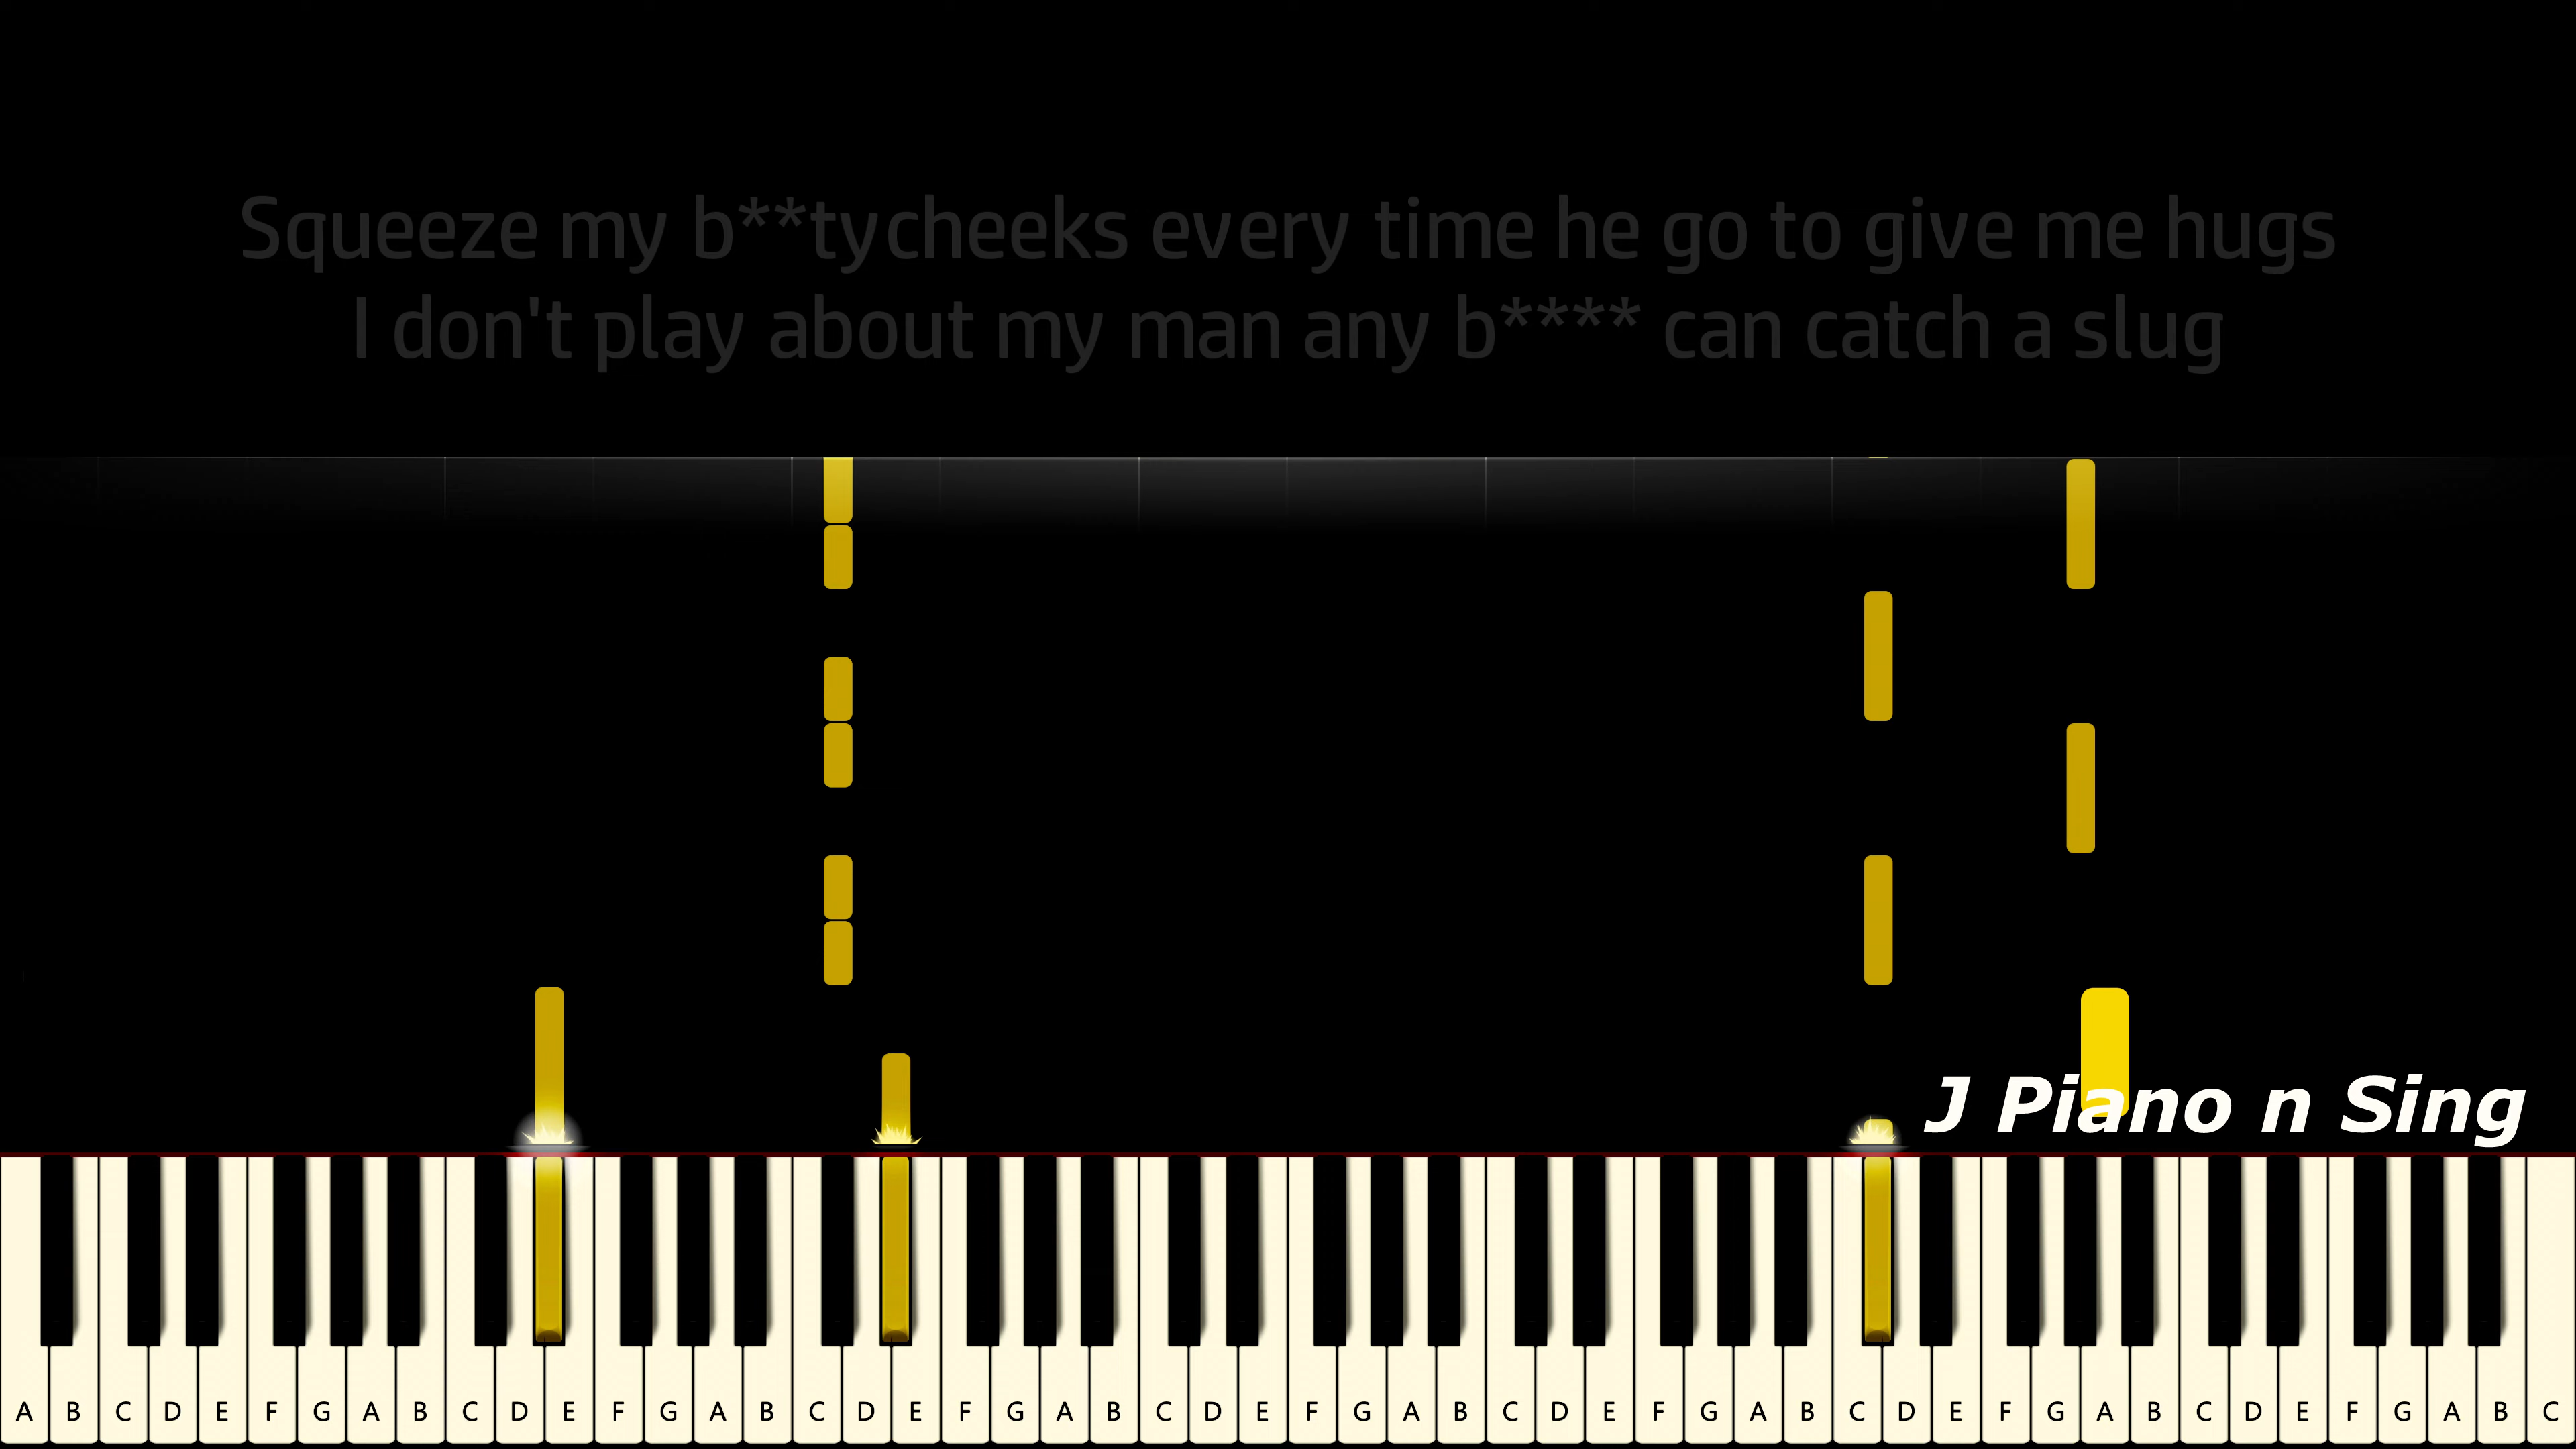 Squeeze my b**tycheeks every time he go to give me hugs
I don't play about my man any b**** can catch a slug
J Piano n Sing
A B C D E F G A B C D E F G A B C D E F G A B C D E F G A B C D E F G A B C D E F G A B C D E F G A B C